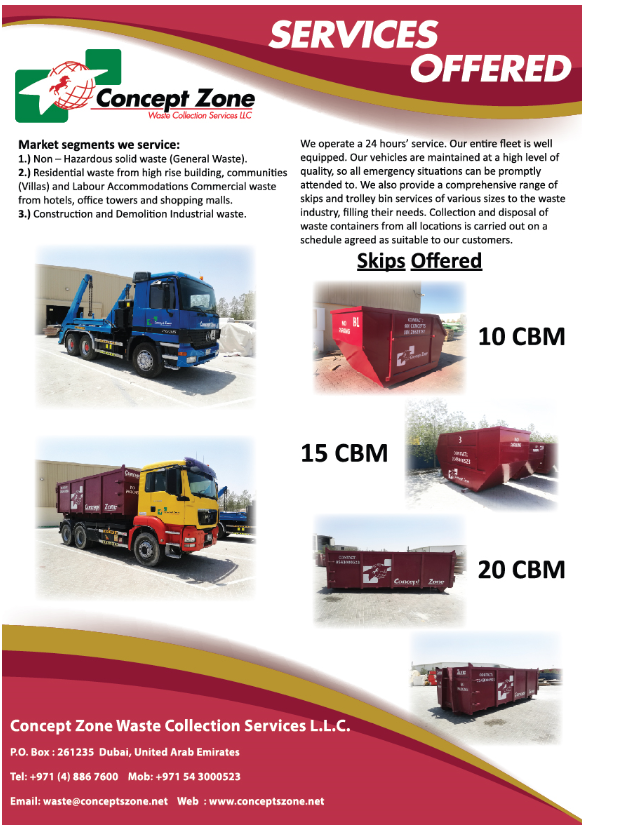 SERVICES
OFFERED
Concept Zone
Waste Collection Services LLC
Market segments we service:
1.) Non – Hazardous solid waste (General Waste).
2.) Residential waste from high rise building, communities
(Villas) and Labour Accommodations Commercial waste
from hotels, office towers and shopping malls.
3.) Construction and Demolition Industrial waste.
We operate a 24 hours’ service. Our entire fleet is well
equipped. Our vehicles are maintained at a high level of
quality, so all emergency situations can be promptly
attended to. We also provide a comprehensive range of
skips and trolley bin services of various sizes to the waste
industry, filling their needs. Collection and disposal of
waste containers from all locations is carried out on a
schedule agreed as suitable to our customers.
Skips Offered
10 CBM
15 CBM
20 CBM
Concept Zone
Concept Zone
Concept Zone Waste Collection Services L.L.C.
P.O. Box : 261235 Dubai, United Arab Emirates
Tel: +971 (4) 886 7600 Mob: +971 54 3000523
Email: waste@conceptszone.net Web : www.conceptszone.net